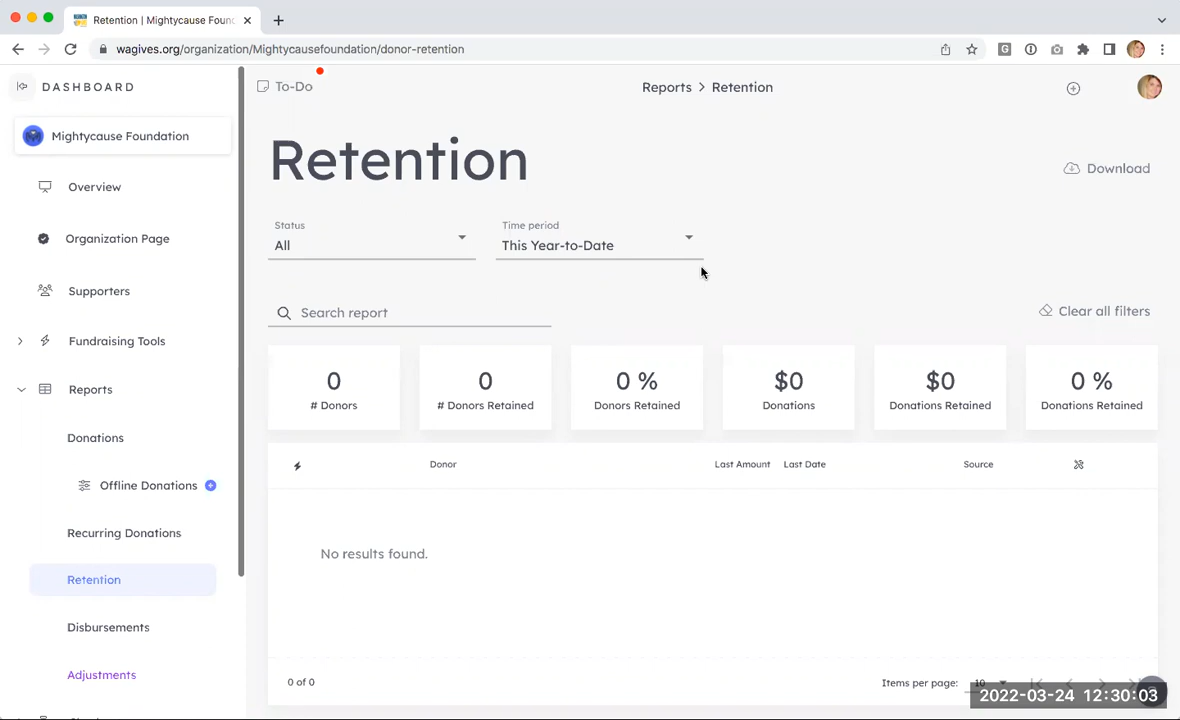 Retention | Mightycause Foun
wagives.org/organization/Mightycausefoundation/donor-retention
DASHBOARD
Mightycause Foundation
Overview
Organization Page
Supporters
Fundraising Tools
Reports
Donations
Offline Donations
Recurring Donations
Retention
Disbursements
Adjustments
To-Do
Reports > Retention
Retention
Download
Status
All
Time period
This Year-to-Date
Search report
Clear all filters
0
# Donors
0
# Donors Retained
0 %
Donors Retained
$0
Donations
$0
Donations Retained
0 %
Donations Retained
Donor Last Amount Last Date Source
No results found.
0 of 0
Items per page: 10
2022-03-24 12:30:03